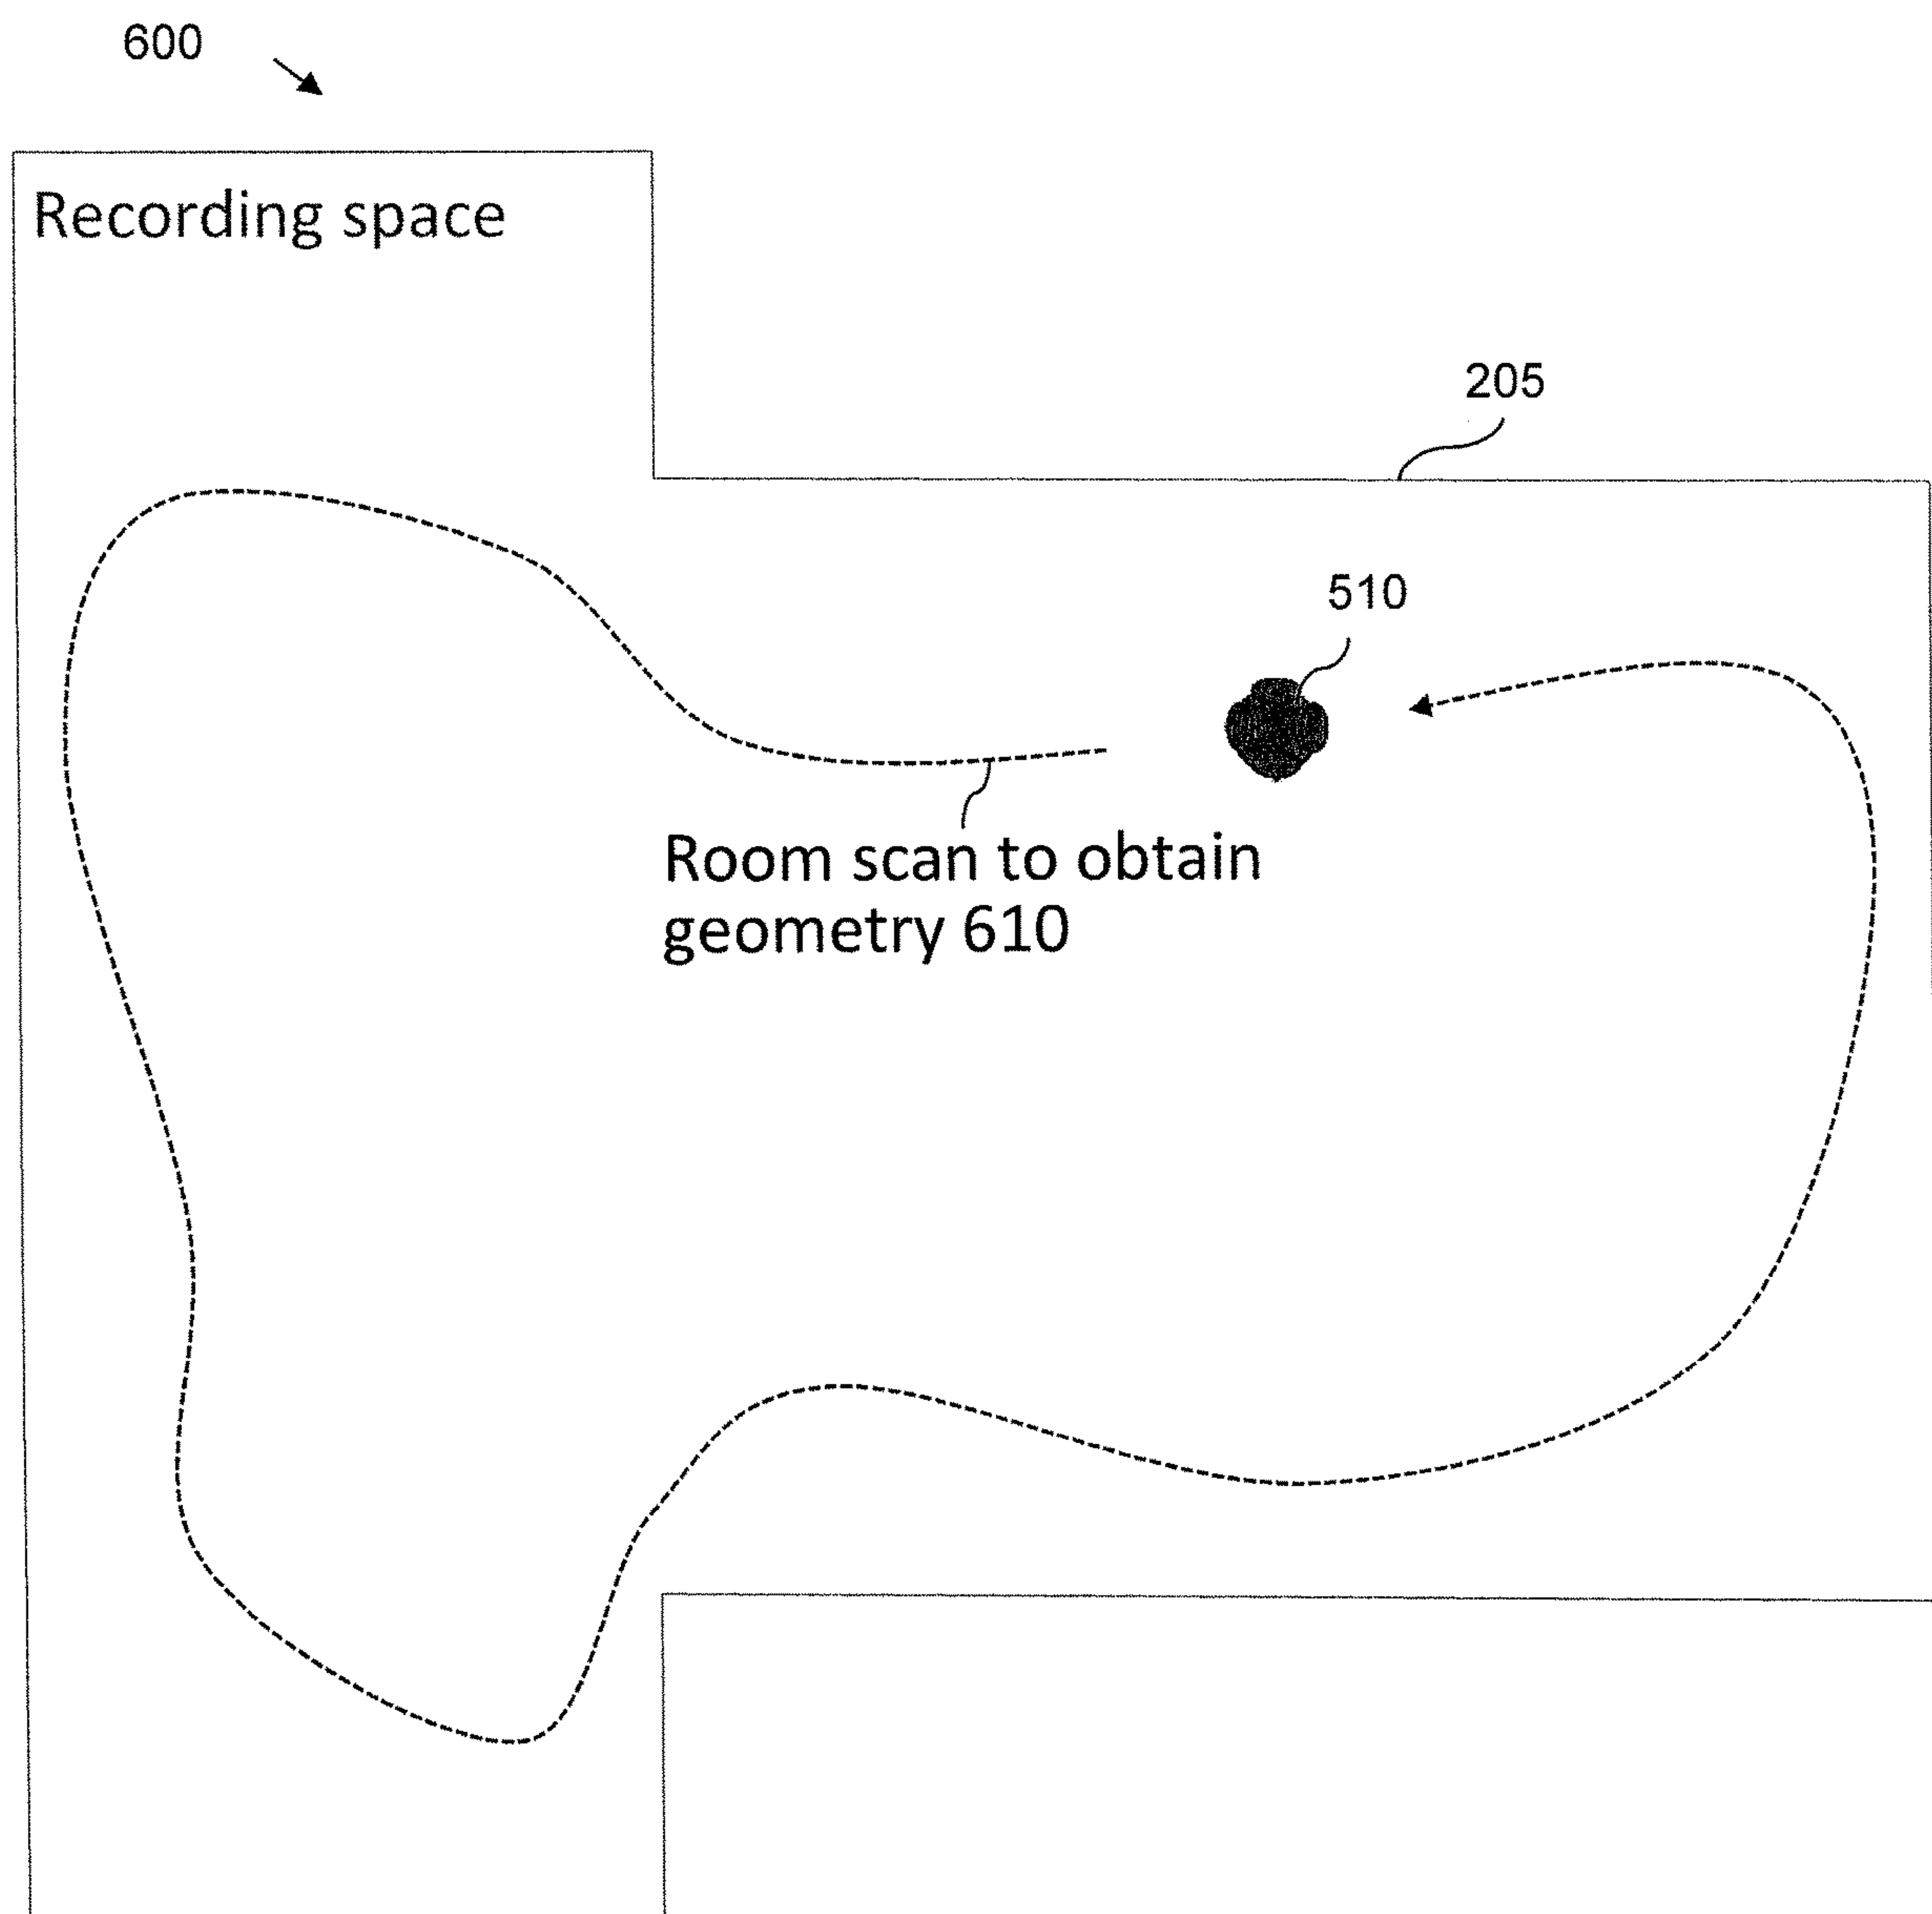 600
Recording space
205
510
Room scan to obtain
geometry 610